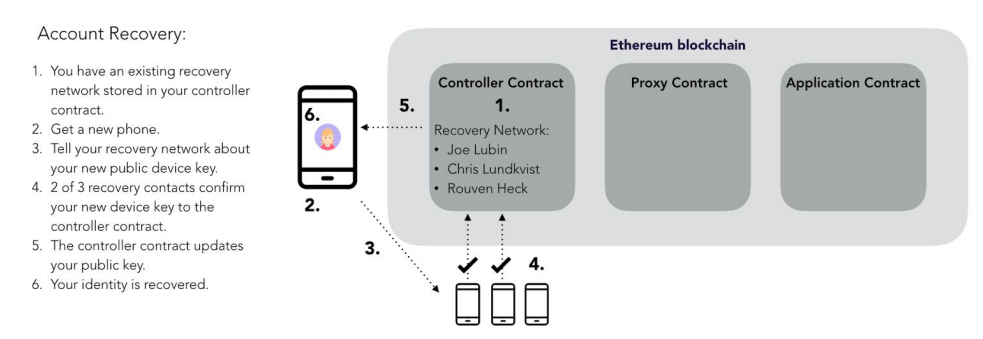 Account Recovery:
1. You have an existing recovery
network stored in your controller
contract.
2. Get a new phone.
3. Tell your recovery network about
your new public device key.
4. 2 of 3 recovery contacts confirm
your new device key to the
controller contract.
5. The controller contract updates
your public key.
6. Your identity is recovered.
Ethereum blockchain
Controller Contract
1.
Recovery Network:
• Joe Lubin
• Chris Lundkvist
• Rouven Heck
Proxy Contract
Application Contract
5.
6.
2.
3.
4.